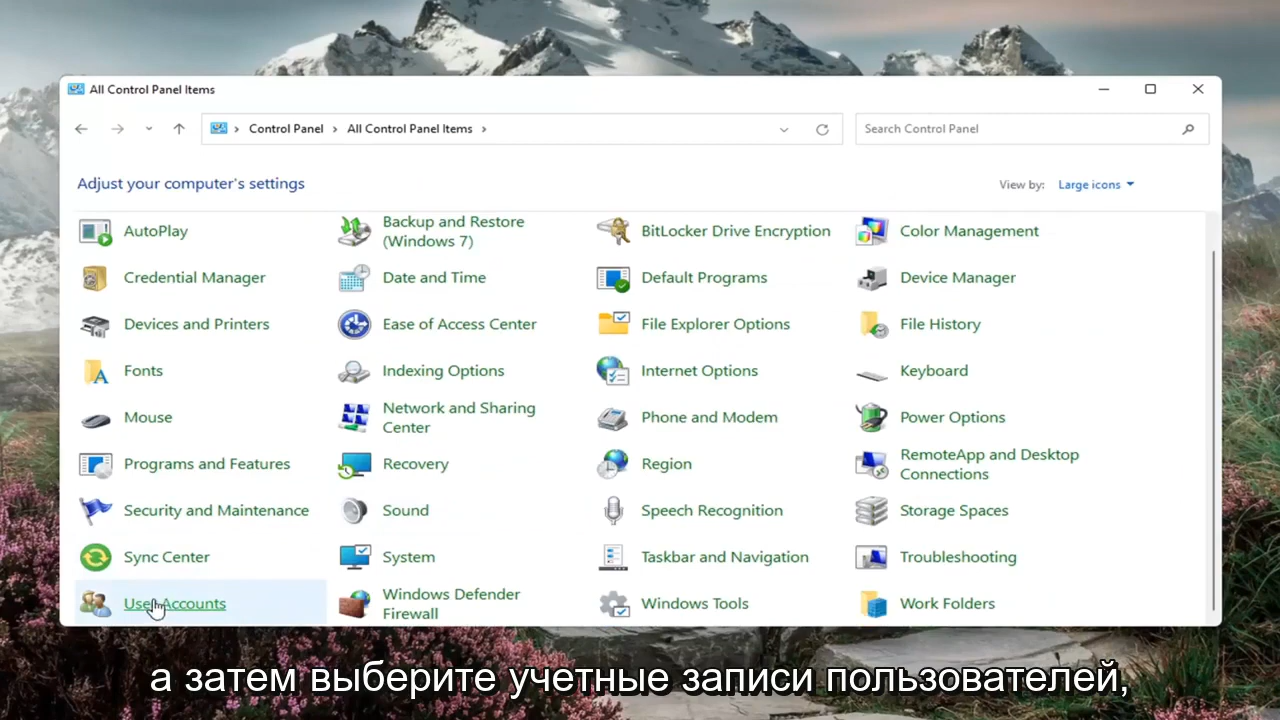 All Control Panel Items
Control Panel > All Control Panel Items >
Search Control Panel
Adjust your computer's settings
View by: Large icons
AutoPlay
Backup and Restore
(Windows 7)
BitLocker Drive Encryption
Color Management
Credential Manager
Date and Time
Default Programs
Device Manager
Devices and Printers
Ease of Access Center
File Explorer Options
File History
Fonts
Indexing Options
Internet Options
Keyboard
Mouse
Network and Sharing
Center
Phone and Modem
Power Options
Programs and Features
Recovery
Region
RemoteApp and Desktop
Connections
Security and Maintenance
Sound
Speech Recognition
Storage Spaces
Sync Center
System
Taskbar and Navigation
Troubleshooting
User Accounts
Windows Defender
Firewall
Windows Tools
Work Folders
а затем выберите учетные записи пользователей,